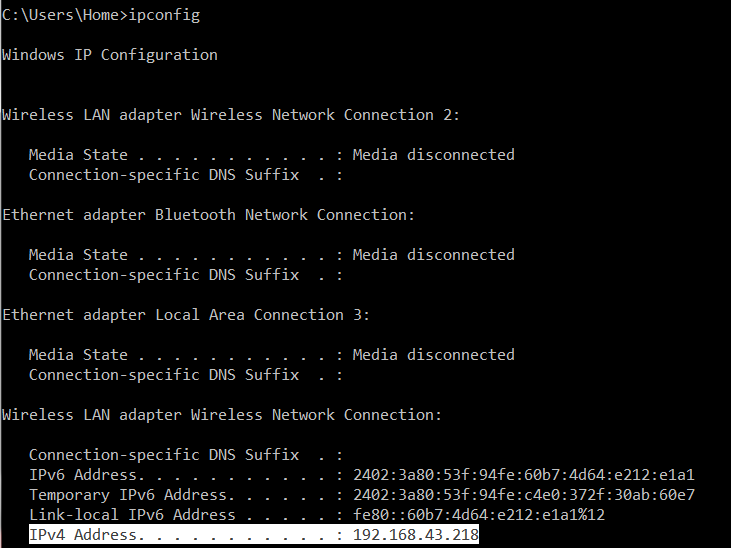 C:\Users\Home>ipconfig
Windows IP Configuration
Wireless LAN adapter Wireless Network Connection 2:
Media State . . . . . . . . . . . : Media disconnected
Connection-specific DNS Suffix  . :
Ethernet adapter Bluetooth Network Connection:
Media State . . . . . . . . . . . : Media disconnected
Connection-specific DNS Suffix  . :
Ethernet adapter Local Area Connection 3:
Media State . . . . . . . . . . . : Media disconnected
Connection-specific DNS Suffix  . :
Wireless LAN adapter Wireless Network Connection:
Connection-specific DNS Suffix  . :
IPv6 Address. . . . . . . . . . . : 2402:3a80:53f:94fe:60b7:4d64:e212:e1a1
Temporary IPv6 Address. . . . . . : 2402:3a80:53f:94fe:c4e0:372f:30ab:60e7
Link-local IPv6 Address . . . . . : fe80::60b7:4d64:e212:e1a1%12
IPv4 Address. . . . . . . . . . . : 192.168.43.218